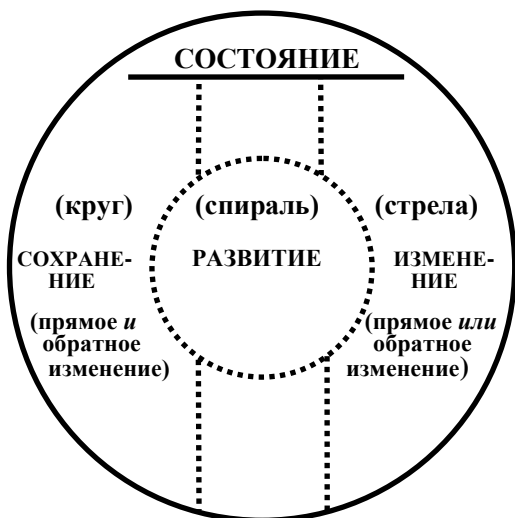 СОСТОЯНИЕ
(круг)
(спираль)
(стрела)
СОХРАНЕ-
НИЕ
РАЗВИТИЕ
ИЗМЕНЕ-
НИЕ
(прямое и
обратное
изменение)
(прямое или
обратное
изменение)